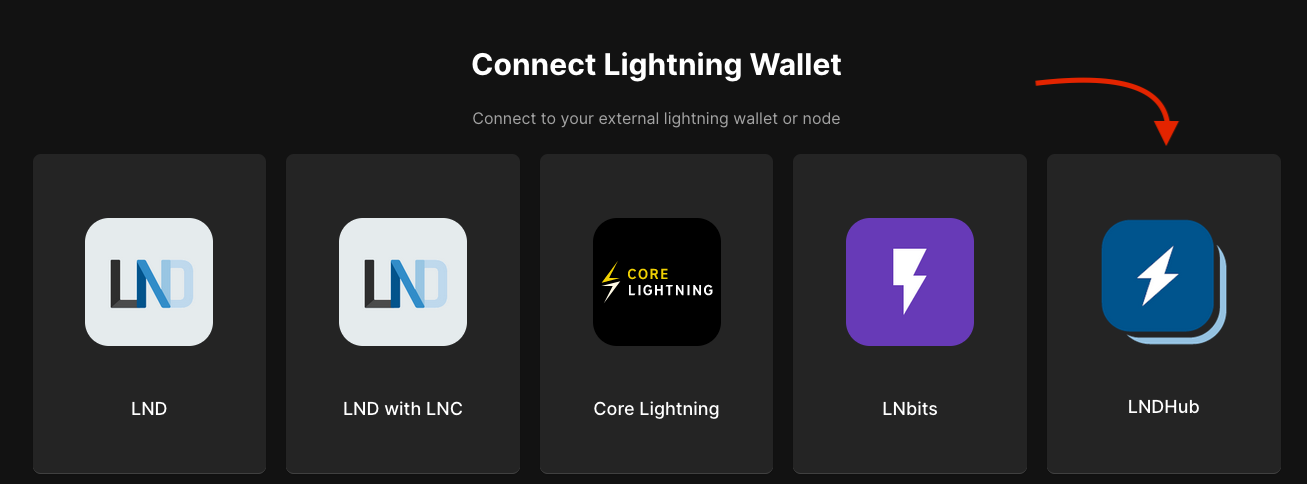 Connect Lightning Wallet
Connect to your external lightning wallet or node
LND
LND
CORE
LIGHTNING
LND
LND with LNC
Core Lightning
LNbits
LNDHub